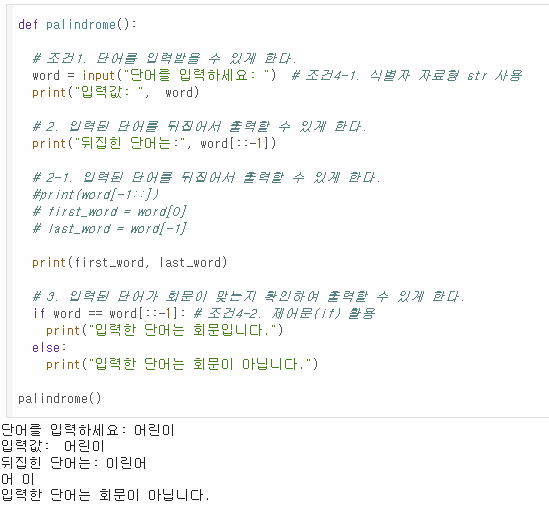 def palindrome():
# 조건1. 단어를 입력받을 수 있게 한다.
word = input("단어를 입력하세요: ") # 조건4-1. 식별자 자료형 str 사용
print("입력값: ", word)
# 2. 입력된 단어를 뒤집어서 출력할 수 있게 한다.
print("뒤집힌 단어는:", word[::-1])
# 2-1. 입력된 단어를 뒤집어서 출력할 수 있게 한다.
#print(word[-1::])
# first_word = word[0]
# last_word = word[-1]
print(first_word, last_word)
# 3. 입력된 단어가 회문이 맞는지 확인하여 출력할 수 있게 한다.
if word == word[::-1]: # 조건4-2. 제어문(if) 활용
print("입력한 단어는 회문입니다.")
else:
print("입력한 단어는 회문이 아닙니다.")
palindrome()
단어를 입력하세요: 어린이
입력값:  어린이
뒤집힌 단어는: 이린어
어 이
입력한 단어는 회문이 아닙니다.